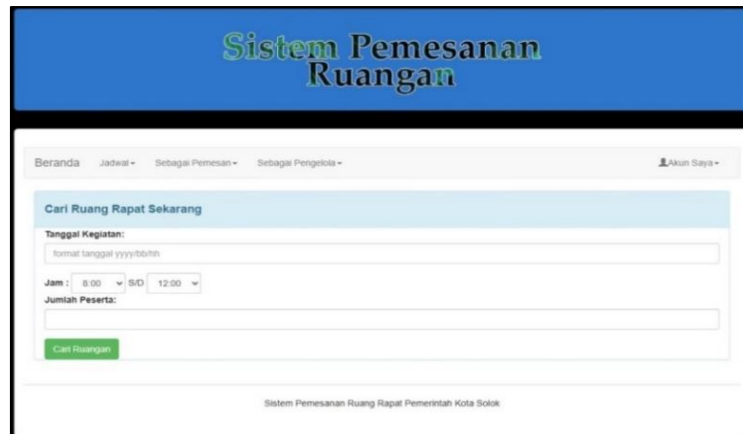 Sistem Pemesanan
Ruangan
Beranda Jadwal Sebagai Pemesan Sebagai Pengelola Akun Saya
Cari Ruang Rapat Sekarang
Tanggal Kegiatan:
format tanggal yyyy/bb/hh
Jam : 8:00 S/D 12:00
Jumlah Peserta:
Cari Ruangan
Sistem Pemesanan Ruang Rapat Pemerintah Kota Solok